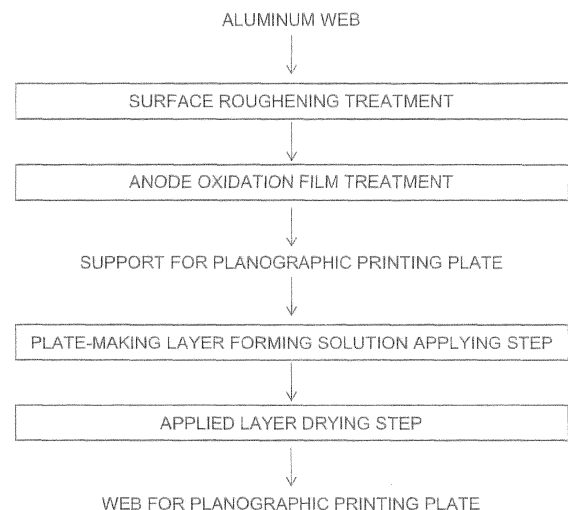 ALUMINUM WEB
SURFACE ROUGHENING TREATMENT
ANODE OXIDATION FILM TREATMENT
SUPPORT FOR PLANOGRAPHIC PRINTING PLATE
PLATE-MAKING LAYER FORMING SOLUTION APPLYING STEP
APPLIED LAYER DRYING STEP
WEB FOR PLANOGRAPHIC PRINTING PLATE